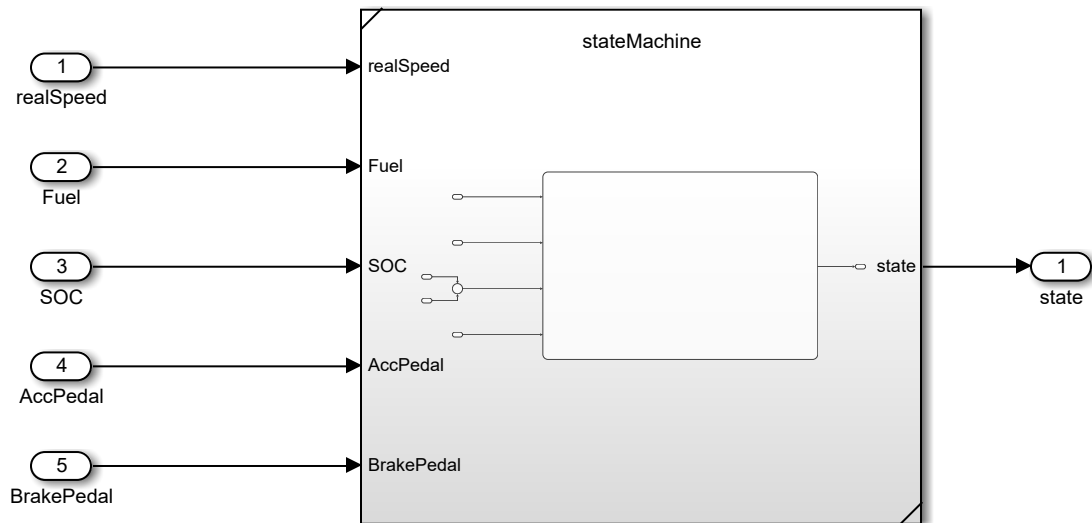 stateMachine
1
realSpeed
realSpeed
2
Fuel
Fuel
3
SOC
SOC
state
1
state
4
AccPedal
AccPedal
5
BrakePedal
BrakePedal